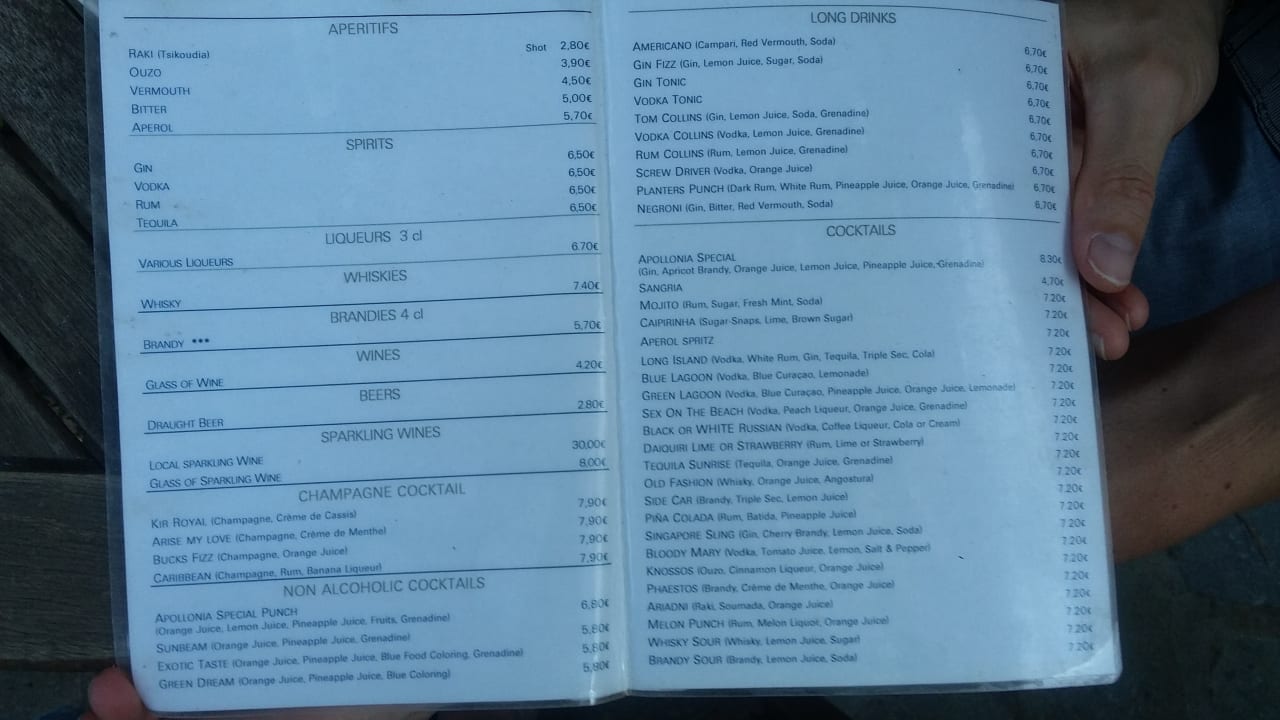 APERITIFS
RAKI (Tsikoudia) Shot 2,80€
OUZO 3,90€
VERMOUTH 4,50€
BITTER 5,00€
APEROL 5,70€
SPIRITS
GIN 6,50€
VODKA 6,50€
RUM 6,50€
TEQUILA 6,50€
LIQUEURS 3 cl
VARIOUS LIQUEURS 6.70€
WHISKIES
WHISKY 7.40€
BRANDIES 4 cl
BRANDY *** 5,70€
WINES
GLASS OF WINE 4.20€
BEERS
DRAUGHT BEER 2.80€
SPARKLING WINES
LOCAL SPARKLING WINE 30,00€
GLASS OF SPARKLING WINE 8,00€
CHAMPAGNE COCKTAIL
KIR ROYAL (Champagne, Crème de Cassis) 7,90€
ARISE MY LOVE (Champagne, Crème de Menthe) 7,90€
BUCKS FIZZ (Champagne, Orange Juice) 7,90€
CARIBBEAN (Champagne, Rum, Banana Liqueur) 7,90€
NON ALCOHOLIC COCKTAILS
APOLLONIA SPECIAL PUNCH 6,80€
(Orange Juice, Lemon Juice, Pineapple Juice, Fruits, Grenadine)
SUNBEAM (Orange Juice, Pineapple Juice, Grenadine) 5,80€
EXOTIC TASTE (Orange Juice, Pineapple Juice, Blue Food Coloring, Grenadine) 5,80€
GREEN DREAM (Orange Juice, Pineapple Juice, Blue Coloring) 5,80€
LONG DRINKS
AMERICANO (Campari, Red Vermouth, Soda) 6,70€
GIN FIZZ (Gin, Lemon Juice, Sugar, Soda) 6,70€
GIN TONIC 6,70€
VODKA TONIC 6,70€
TOM COLLINS (Gin, Lemon Juice, Soda, Grenadine) 6,70€
VODKA COLLINS (Vodka, Lemon Juice, Grenadine) 6,70€
RUM COLLINS (Rum, Lemon Juice, Grenadine) 6,70€
SCREW DRIVER (Vodka, Orange Juice) 6,70€
PLANTERS PUNCH (Dark Rum, White Rum, Pineapple Juice, Orange Juice, Grenadine) 6,70€
NEGRONI (Gin, Bitter, Red Vermouth, Soda) 6,70€
COCKTAILS
APOLLONIA SPECIAL 8.30€
(Gin, Apricot Brandy, Orange Juice, Lemon Juice, Pineapple Juice, Grenadine)
SANGRIA 4,70€
MOJITO (Rum, Sugar, Fresh Mint, Soda) 7.20€
CAIPIRINHA (Sugar Snaps, Lime, Brown Sugar) 7.20€
APEROL SPRITZ 7.20€
LONG ISLAND (Vodka, White Rum, Gin, Tequila, Triple Sec, Cola) 7.20€
BLUE LAGOON (Vodka, Blue Curaçao, Lemonade) 7.20€
GREEN LAGOON (Vodka, Blue Curaçao, Pineapple Juice, Orange Juice, Lemonade) 7.20€
SEX ON THE BEACH (Vodka, Peach Liqueur, Orange Juice, Grenadine) 7.20€
BLACK OR WHITE RUSSIAN (Vodka, Coffee Liqueur, Cola or Cream) 7.20€
DAIQUIRI LIME OR STRAWBERRY (Rum, Lime or Strawberry) 7.20€
TEQUILA SUNRISE (Tequila, Orange Juice, Grenadine) 7.20€
OLD FASHION (Whisky, Orange Juice, Angostura) 7.20€
SIDE CAR (Brandy, Triple Sec, Lemon Juice) 7.20€
PIÑA COLADA (Rum, Batida, Pineapple Juice) 7.20€
SINGAPORE SLING (Gin, Cherry Brandy, Lemon Juice, Soda) 7.20€
BLOODY MARY (Vodka, Tomato Juice, Lemon, Salt & Pepper) 7.20€
KNOSSOS (Ouzo, Cinnamon Liqueur, Orange Juice) 7.20€
PHAESTOS (Brandy, Crème de Menthe, Orange Juice) 7.20€
ARIADNI (Raki, Soumada, Orange Juice) 7.20€
MELON PUNCH (Rum, Melon Liquor, Orange Juice) 7.20€
WHISKY SOUR (Whisky, Lemon Juice, Sugar) 7.20€
BRANDY SOUR (Brandy, Lemon Juice, Soda) 7.20€